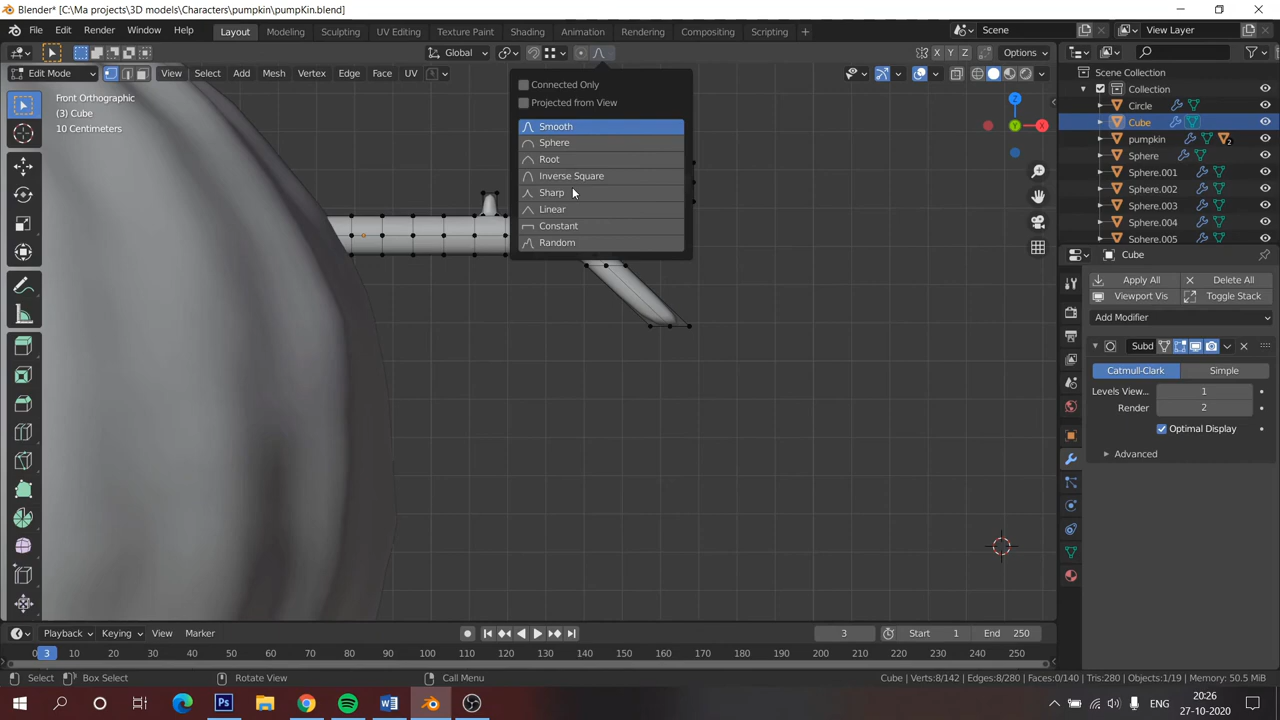 Blender* [C:\Ma projects\3D models\Characters\pumpkin\pumpKin.blend]
File Edit Render Window Help Layout Modeling Sculpting UV Editing Texture Paint Shading Animation Rendering Compositing Scripting + Scene View Layer
Global X Y Z Options
Edit Mode View Select Add Mesh Vertex Edge Face UV
Front Orthographic
(3) Cube
10 Centimeters
Connected Only
Projected from View
Smooth
Sphere
Root
Inverse Square
Sharp
Linear
Constant
Random
Z
Y
X
Scene Collection
Collection
Circle
Cube
pumpkin 2
Sphere
Sphere.001
Sphere.002
Sphere.003
Sphere.004
Sphere.005
Cube
Apply All Delete All
Viewport Vis Toggle Stack
Add Modifier
Subd
Catmull-Clark Simple
Levels View... 1
Render 2
Optimal Display
Advanced
Playback Keying View Marker 3 Start 1 End 250
0 3 10 20 30 40 50 60 70 80 90 100 110 120 130 140 150 160 170 180 190 200 210 220 230 240 250
Select Box Select Rotate View Call Menu Cube | Verts:8/142 | Edges:8/280 | Faces:0/140 | Tris:280 | Objects:1/19 | Memory: 50.5 MiB
ENG 20:26
27-10-2020